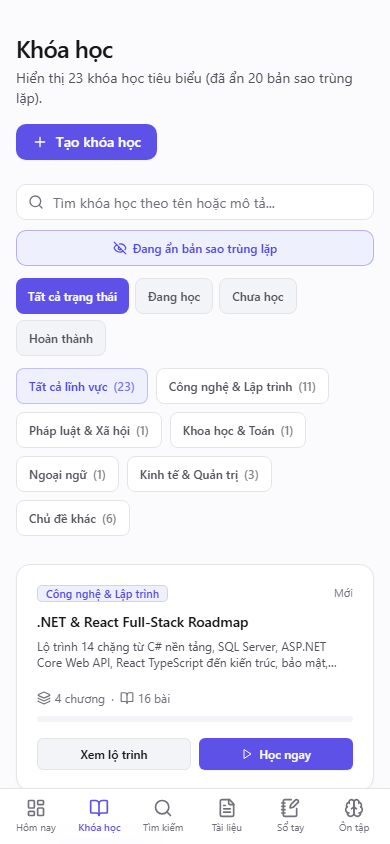 Khóa học
Hiển thị 23 khóa học tiêu biểu (đã ẩn 20 bản sao trùng
lặp).
Tạo khóa học
Tìm khóa học theo tên hoặc mô tả...
Đang ẩn bản sao trùng lặp
Tất cả trạng thái
Đang học
Chưa học
Hoàn thành
Tất cả lĩnh vực (23)
Công nghệ & Lập trình (11)
Pháp luật & Xã hội (1)
Khoa học & Toán (1)
Ngoại ngữ (1)
Kinh tế & Quản trị (3)
Chủ đề khác (6)
Công nghệ & Lập trình
Mới
.NET & React Full-Stack Roadmap
Lộ trình 14 chặng từ C# nền tảng, SQL Server, ASP.NET
Core Web API, React TypeScript đến kiến trúc, bảo mật,...
4 chương · 16 bài
Xem lộ trình
Học ngay
Hôm nay
Khóa học
Tìm kiếm
Tài liệu
Sổ tay
Ôn tập